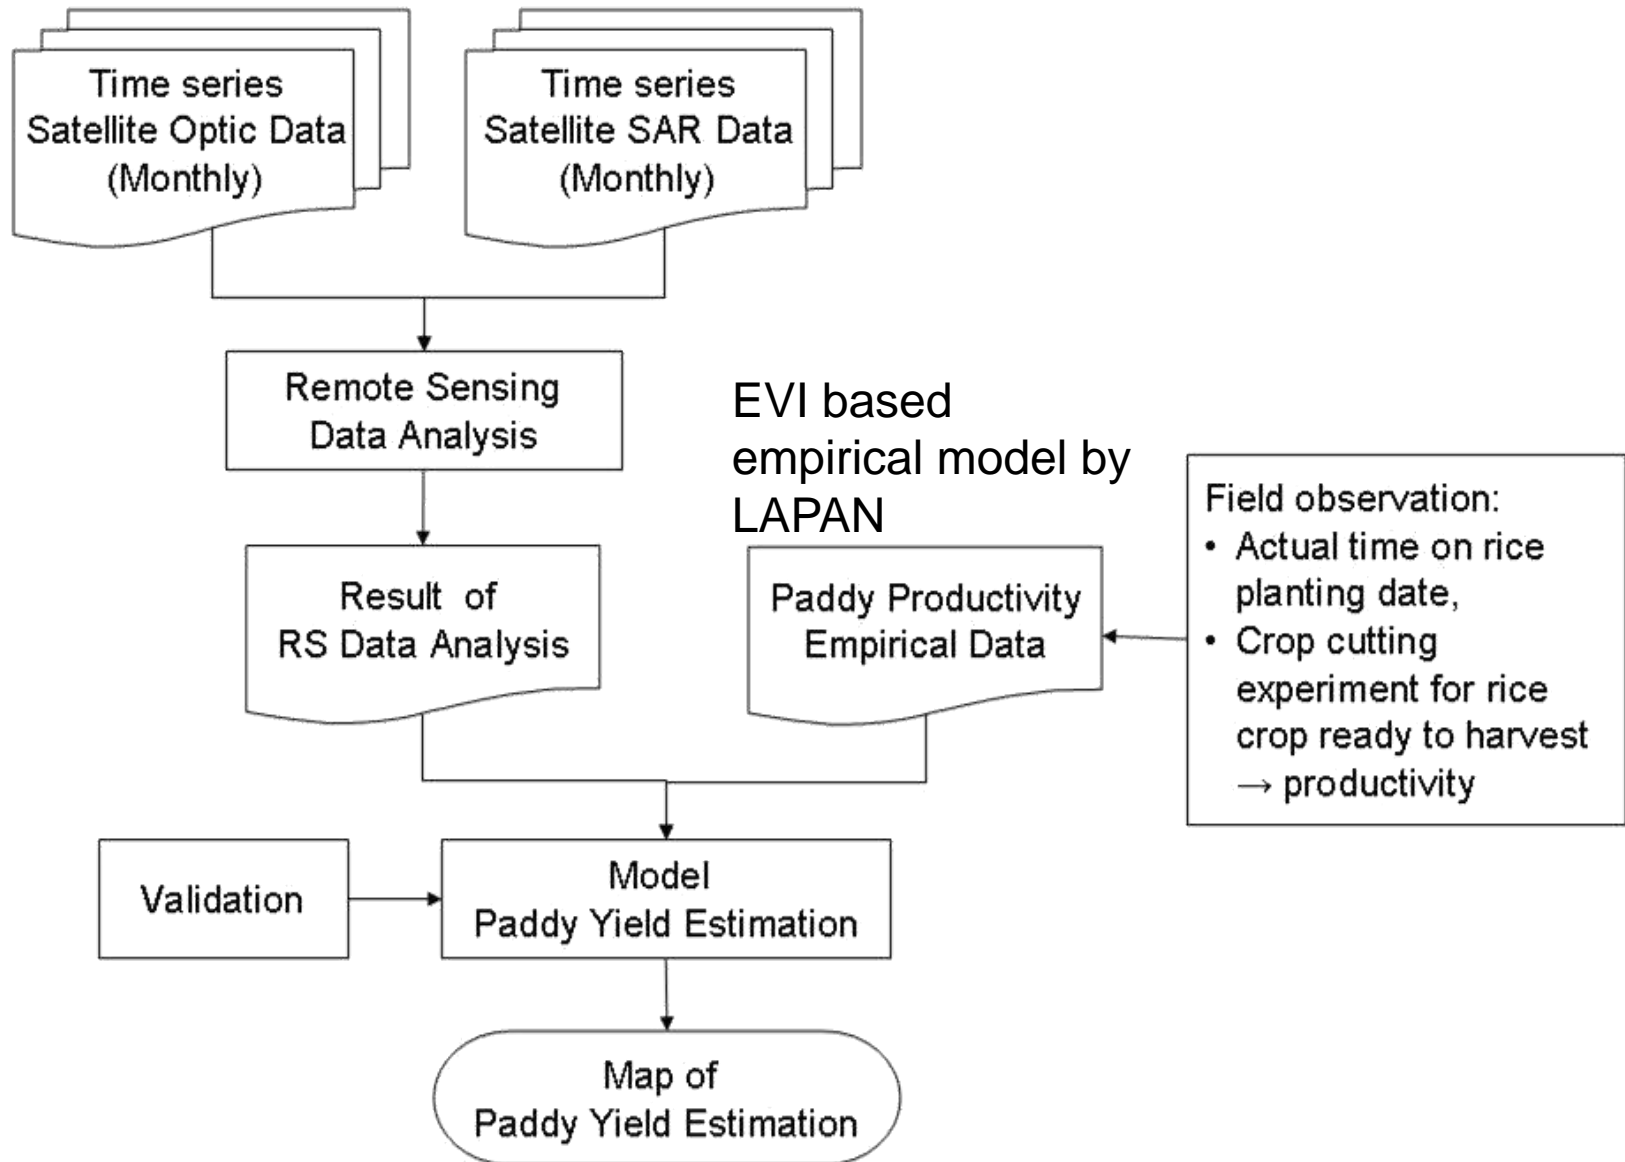 Time series
Satellite Optic Data
(Monthly)
Time series
Satellite SAR Data
(Monthly)
Remote Sensing
Data Analysis
EVI based
empirical model by
LAPAN
Result of
RS Data Analysis
Paddy Productivity
Empirical Data
Field observation:
• Actual time on rice
planting date,
• Crop cutting
experiment for rice
crop ready to harvest
→ productivity
Validation
Model
Paddy Yield Estimation
Map of
Paddy Yield Estimation